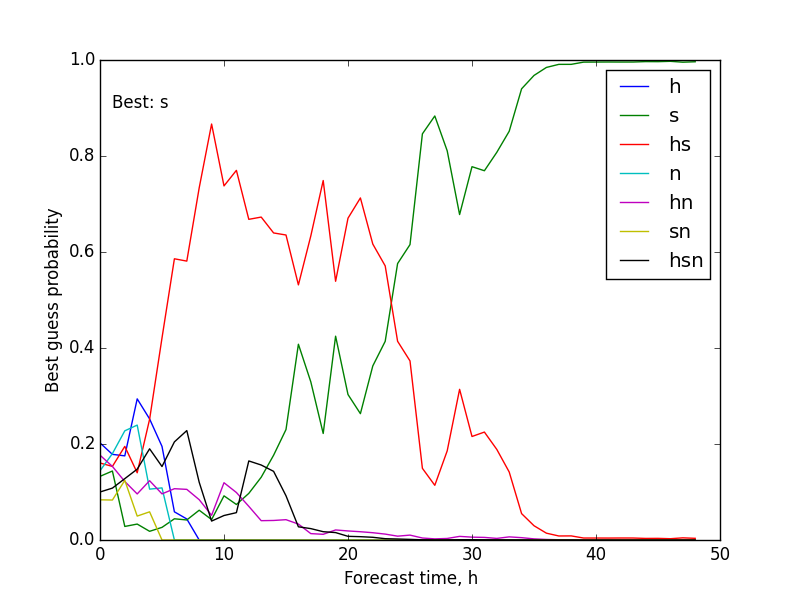 1.0
0.8
0.6
0.4
0.2
0.0
Best guess probability
Best: s
h
s
hs
n
hn
sn
hsn
0 10 20 30 40 50
Forecast time, h